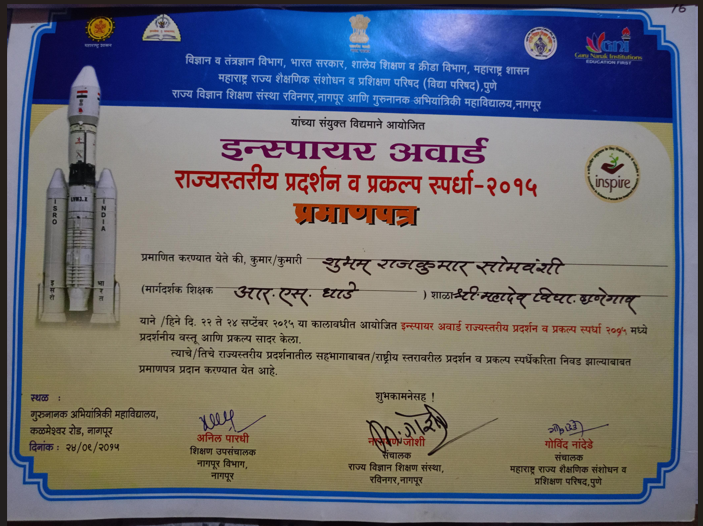 16
महाराष्ट्र शासन
Guru Nanak Institutions
EDUCATION FIRST
विज्ञान व तंत्रज्ञान विभाग, भारत सरकार, शालेय शिक्षण व क्रीडा विभाग, महाराष्ट्र शासन
महाराष्ट्र राज्य शैक्षणिक संशोधन व प्रशिक्षण परिषद (विद्या परिषद),पुणे
राज्य विज्ञान शिक्षण संस्था रविनगर,नागपूर आणि गुरुनानक अभियांत्रिकी महाविद्यालय,नागपूर
यांच्या संयुक्त विद्यमाने आयोजित
इन्स्पायर अवार्ड
राज्यस्तरीय प्रदर्शन व प्रकल्प स्पर्धा-२०१५
प्रमाणपत्र
inspire
ISRO
INDIA
इसरो
भारत
प्रमाणित करण्यात येते की, कुमार/कुमारी शुभम् राजकुमार सोमवंशी
(मार्गदर्शक शिक्षक आर.एस. धाडे ) शाळा श्री.महादेव विद्या.
याने /हिने दि. २२ ते २४ सप्टेंबर २०१५ या कालावधीत आयोजित इन्स्पायर अवार्ड राज्यस्तरीय प्रदर्शन व प्रकल्प स्पर्धा २०१५ मध्ये
प्रदर्शनीय वस्तू आणि प्रकल्प सादर केला.
त्याचे/तिचे राज्यस्तरीय प्रदर्शनातील सहभागाबाबत/राष्ट्रीय स्तरावरील प्रदर्शन व प्रकल्प स्पर्धेकरिता निवड झाल्याबाबत
प्रमाणपत्र प्रदान करण्यात येत आहे.
शुभकामनेसह !
स्थळ :
गुरुनानक अभियांत्रिकी महाविद्यालय,
कळमेश्वर रोड, नागपूर
दिनांक : २४/०९/२०१५
अनिल पारधी
शिक्षण उपसंचालक
नागपूर विभाग,
नागपूर
नारायण जोशी
संचालक
राज्य विज्ञान शिक्षण संस्था,
रविनगर,नागपूर
गोविंद नांदेडे
संचालक
महाराष्ट्र राज्य शैक्षणिक संशोधन व
प्रशिक्षण परिषद,पुणे